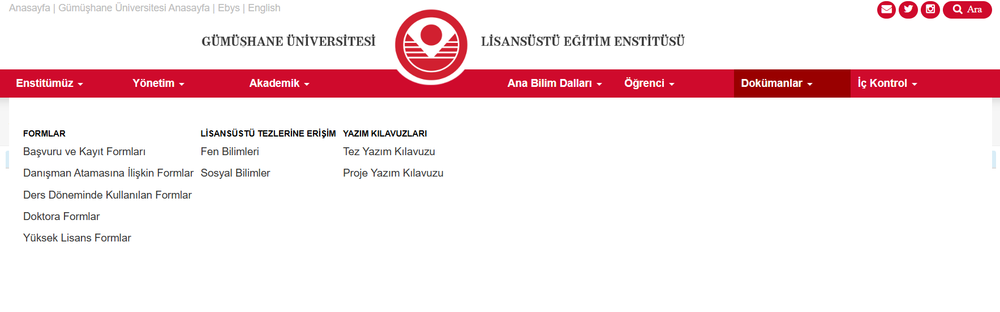 Anasayfa | Gümüşhane Üniversitesi Anasayfa | Ebys | English
Ara
GÜMÜŞHANE ÜNİVERSİTESİ LİSANSÜSTÜ EĞİTİM ENSTİTÜSÜ
Enstitümüz Yönetim Akademik Ana Bilim Dalları Öğrenci Dokümanlar İç Kontrol
FORMLAR
Başvuru ve Kayıt Formları
Danışman Atamasına İlişkin Formlar
Ders Döneminde Kullanılan Formlar
Doktora Formlar
Yüksek Lisans Formlar
LİSANSÜSTÜ TEZLERİNE ERİŞİM
Fen Bilimleri
Sosyal Bilimler
YAZIM KILAVUZLARI
Tez Yazım Kılavuzu
Proje Yazım Kılavuzu